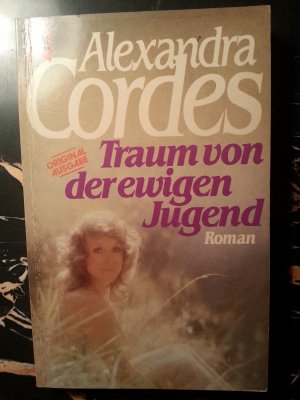 Alexandra
Cordes
ORIGINAL
AUSGABE
Traum von
der ewigen
Jugend
Roman